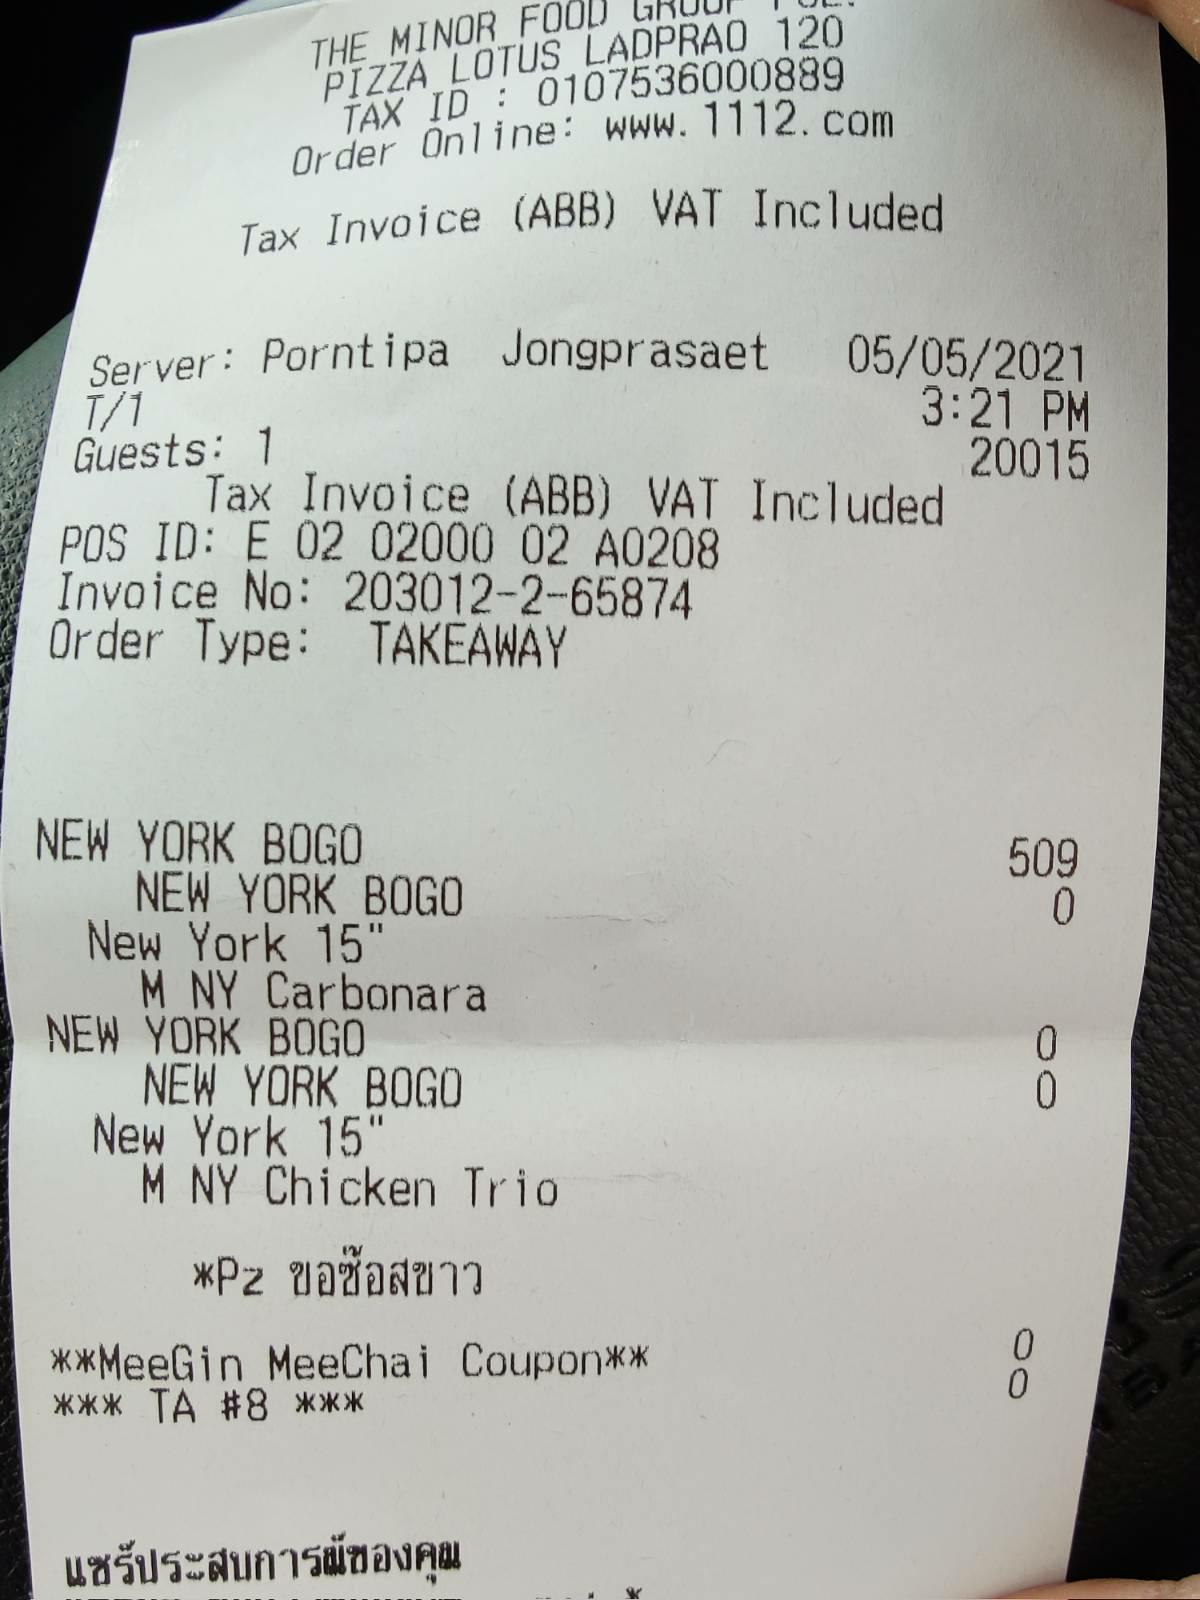 THE MINOR FOOD GROUP
PIZZA LOTUS LADPRAO 120
TAX ID : 0107536000889
Order Online: www.1112.com
Tax Invoice (ABB) VAT Included
Server: Porntipa Jongprasaet 05/05/2021
T/1 3:21 PM
Guests: 1 20015
Tax Invoice (ABB) VAT Included
POS ID: E 02 02000 02 A0208
Invoice No: 203012-2-65874
Order Type: TAKEAWAY
NEW YORK BOGO 509
NEW YORK BOGO 0
New York 15"
M NY Carbonara
NEW YORK BOGO 0
NEW YORK BOGO 0
New York 15"
M NY Chicken Trio
*Pz ขอซ๊อสขาว
**MeeGin MeeChai Coupon** 0
*** TA #8 *** 0
แชร์ประสบการณ์ของคุณ